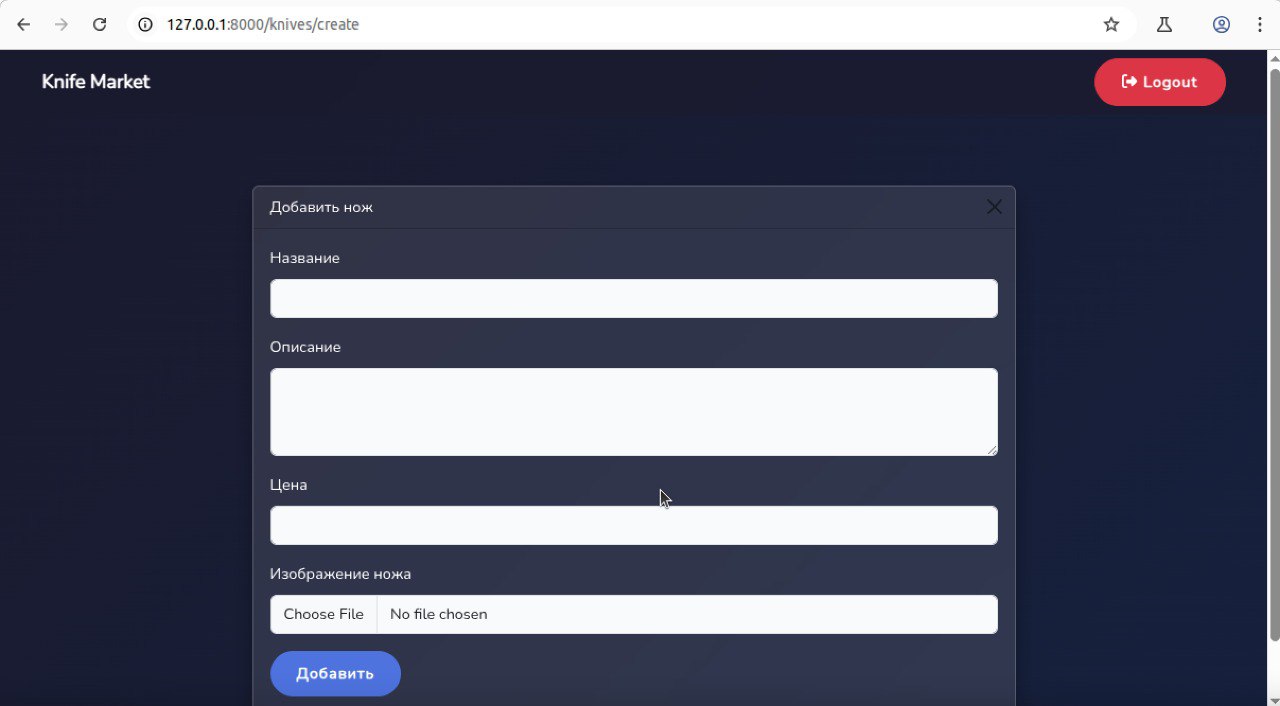 127.0.0.1:8000/knives/create
Knife Market
Logout
Добавить нож
Название
Описание
Цена
Изображение ножа
Choose File No file chosen
Добавить